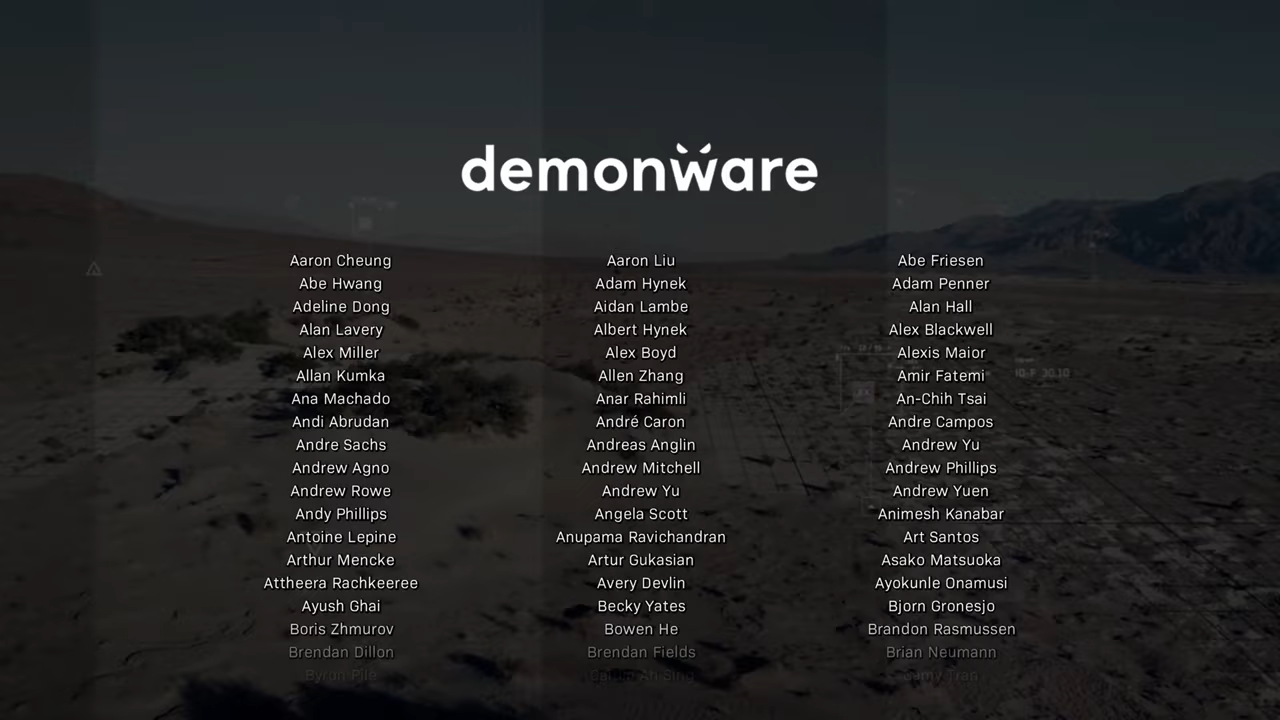 demonware
Aaron Cheung Aaron Liu Abe Friesen
Abe Hwang Adam Hynek Adam Penner
Adeline Dong Aidan Lambe Alan Hall
Alan Lavery Albert Hynek Alex Blackwell
Alex Miller Alex Boyd Alexis Maior
Allan Kumka Allen Zhang Amir Fatemi
Ana Machado Anar Rahimli An-Chih Tsai
Andi Abrudan André Caron Andre Campos
Andre Sachs Andreas Anglin Andrew Yu
Andrew Agno Andrew Mitchell Andrew Phillips
Andrew Rowe Andrew Yu Andrew Yuen
Andy Phillips Angela Scott Animesh Kanabar
Antoine Lepine Anupama Ravichandran Art Santos
Arthur Mencke Artur Gukasian Asako Matsuoka
Attheera Rachkeeree Avery Devlin Ayokunle Onamusi
Ayush Ghai Becky Yates Bjorn Gronesjo
Boris Zhmurov Bowen He Brandon Rasmussen
Brendan Dillon Brendan Fields Brian Neumann
Byron Pile Tran